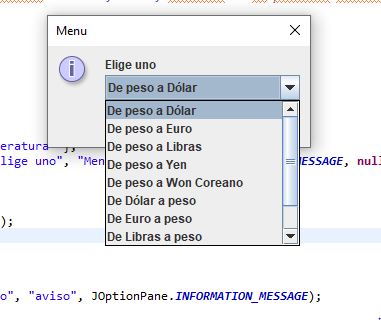 Menu
Elige uno
De peso a Dólar
De peso a Dólar
De peso a Euro
De peso a Libras
De peso a Yen
De peso a Won Coreano
De Dólar a peso
De Euro a peso
De Libras a peso
eratura" };
lige uno", "Men MESSAGE, null
);
o", "aviso", JOptionPane.INFORMATION_MESSAGE);